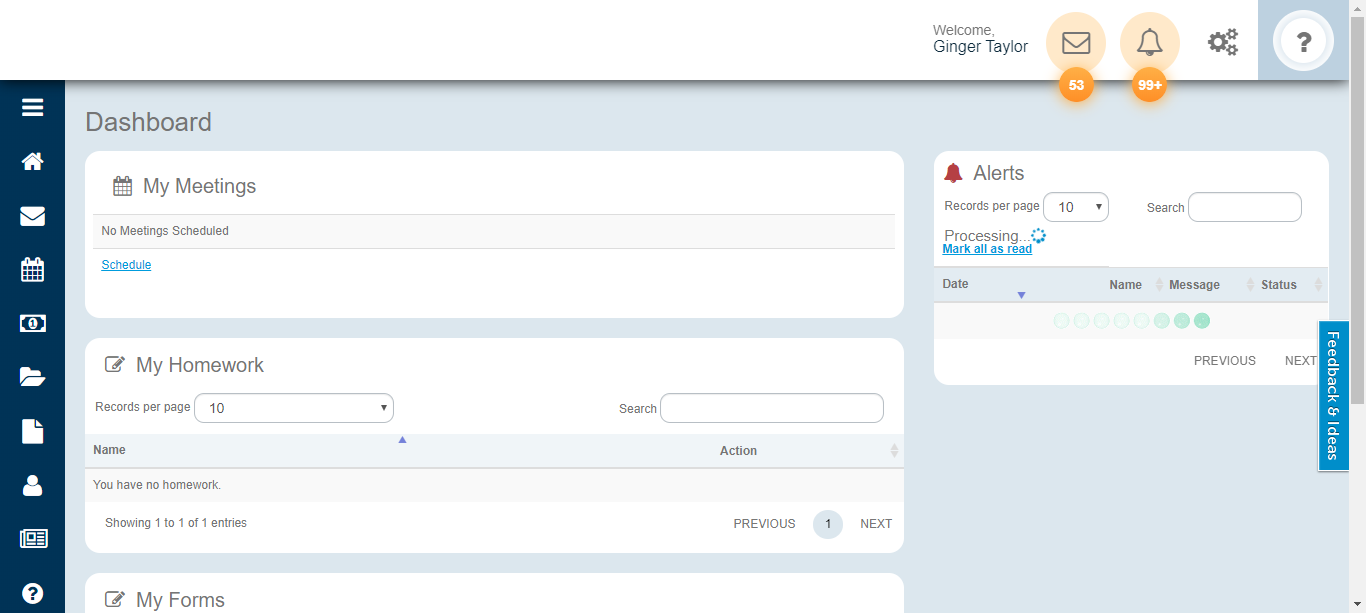 Welcome,
Ginger Taylor
53
99+
?
Dashboard
My Meetings
No Meetings Scheduled
Schedule
My Homework
Records per page 10 Search
Name Action
You have no homework.
Showing 1 to 1 of 1 entries PREVIOUS 1 NEXT
My Forms
Alerts
Records per page 10 Search
Processing...
Mark all as read
Date Name Message Status
PREVIOUS NEXT
Feedback & Ideas
1
?